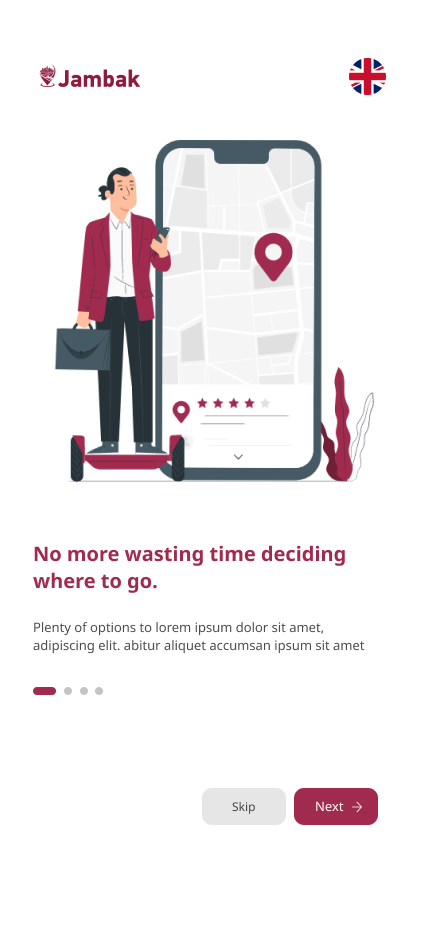 Jambak
No more wasting time deciding
where to go.
Plenty of options to lorem ipsum dolor sit amet,
adipiscing elit. abitur aliquet accumsan ipsum sit amet
Skip
Next